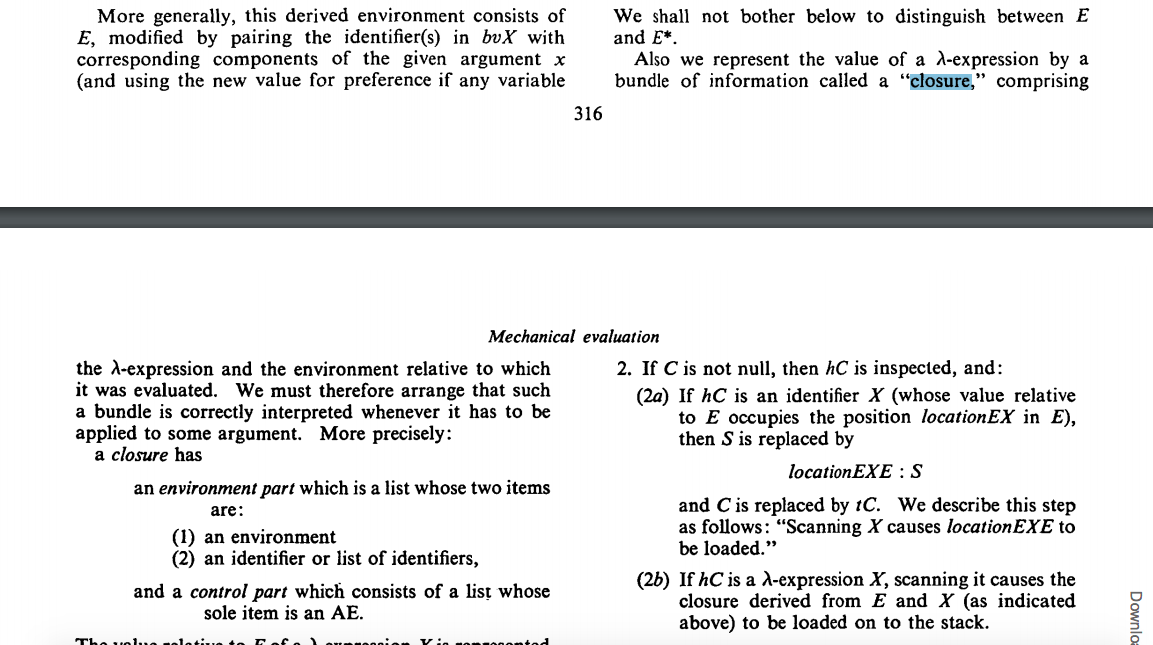 More generally, this derived environment consists of
E, modified by pairing the identifier(s) in bvX with
corresponding components of the given argument x
(and using the new value for preference if any variable
We shall not bother below to distinguish between E
and E*.
Also we represent the value of a λ-expression by a
bundle of information called a “closure,” comprising
316
Mechanical evaluation
the λ-expression and the environment relative to which
it was evaluated. We must therefore arrange that such
a bundle is correctly interpreted whenever it has to be
applied to some argument. More precisely:
a closure has
an environment part which is a list whose two items
are:
(1) an environment
(2) an identifier or list of identifiers,
and a control part which consists of a list whose
sole item is an AE.
The value relative to E of a λ-expression X is represented
2. If C is not null, then hC is inspected, and:
(2a) If hC is an identifier X (whose value relative
to E occupies the position locationEX in E),
then S is replaced by
locationEXE : S
and C is replaced by tC. We describe this step
as follows: “Scanning X causes locationEXE to
be loaded.”
(2b) If hC is a λ-expression X, scanning it causes the
closure derived from E and X (as indicated
above) to be loaded on to the stack.